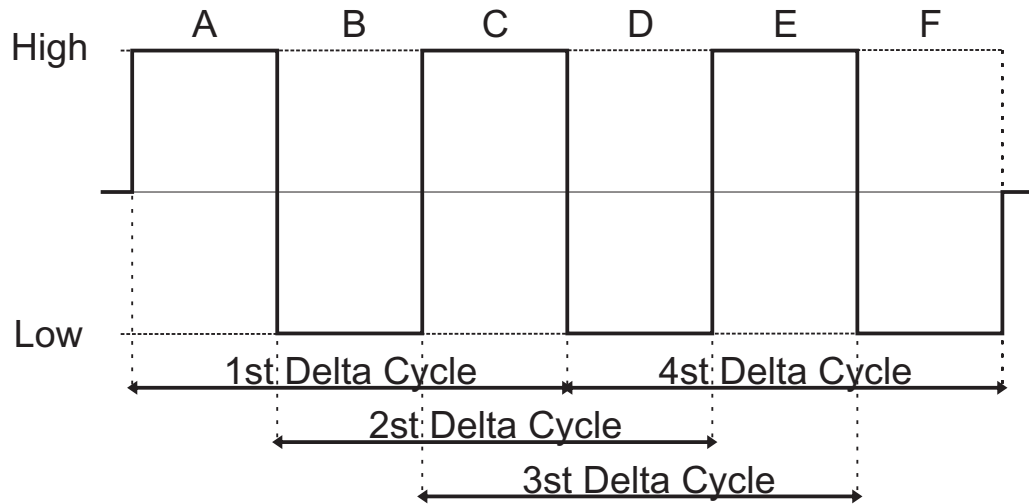 A B C D E F
High
Low
1st Delta Cycle 4st Delta Cycle
2st Delta Cycle
3st Delta Cycle